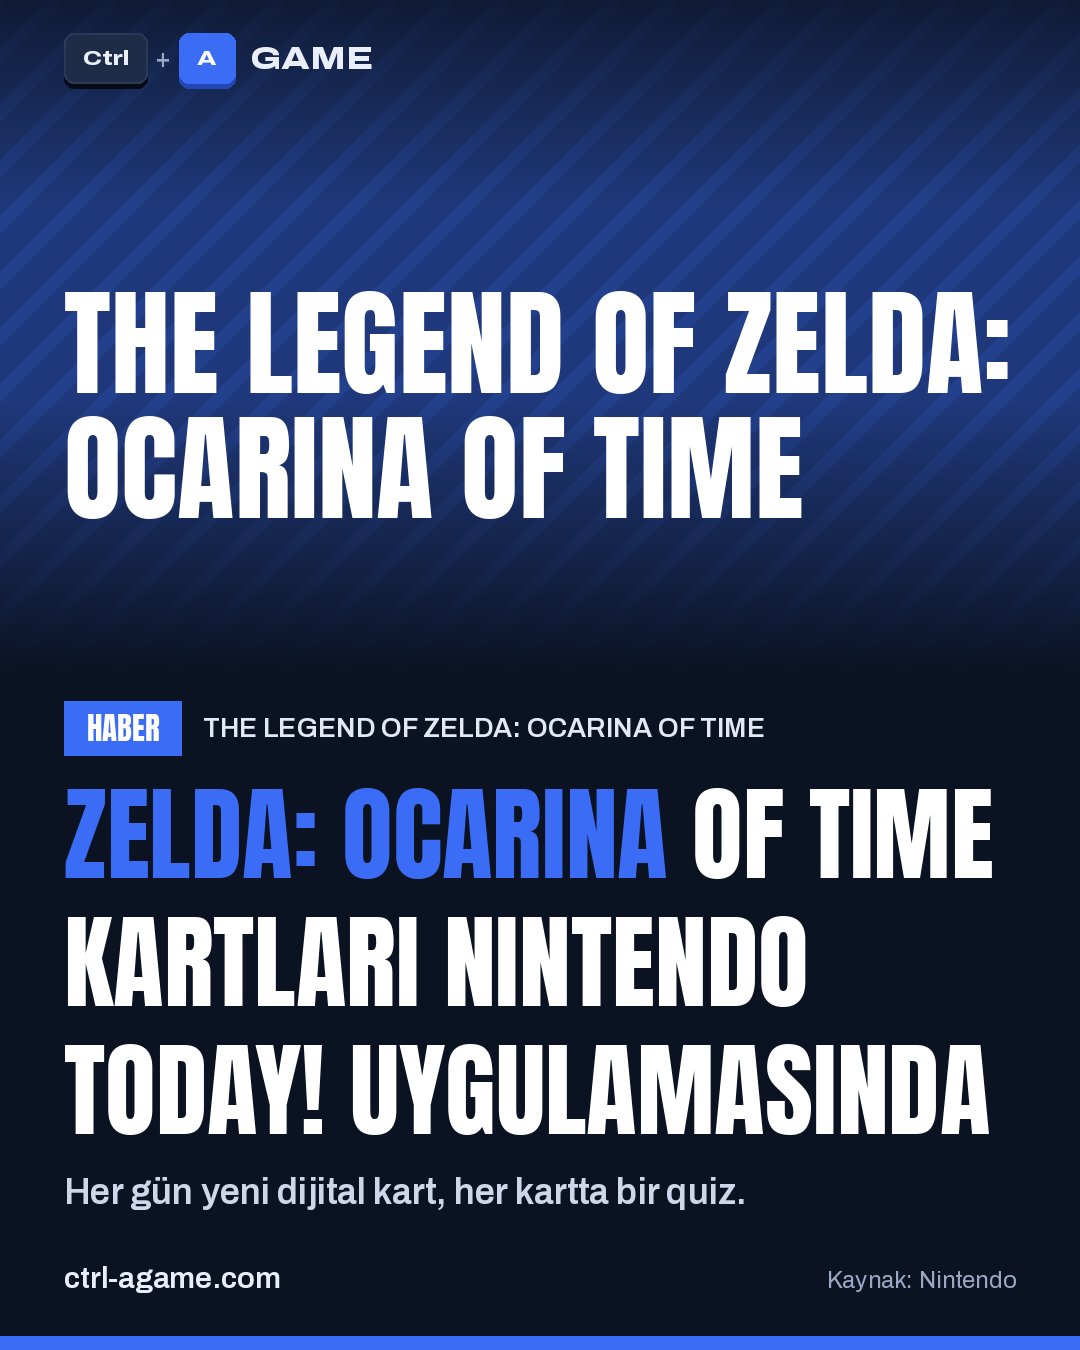 Ctrl + A GAME
THE LEGEND OF ZELDA:
OCARINA OF TIME
HABER THE LEGEND OF ZELDA: OCARINA OF TIME
ZELDA: OCARINA OF TIME
KARTLARI NINTENDO
TODAY! UYGULAMASINDA
Her gün yeni dijital kart, her kartta bir quiz.
ctrl-agame.com
Kaynak: Nintendo